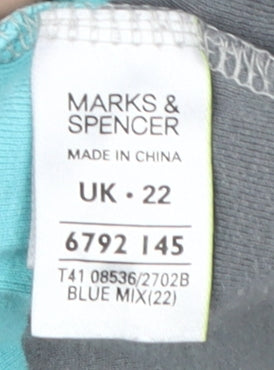 MARKS &
SPENCER
MADE IN CHINA
UK • 22
6792 145
T41 08536/2702B
BLUE MIX(22)